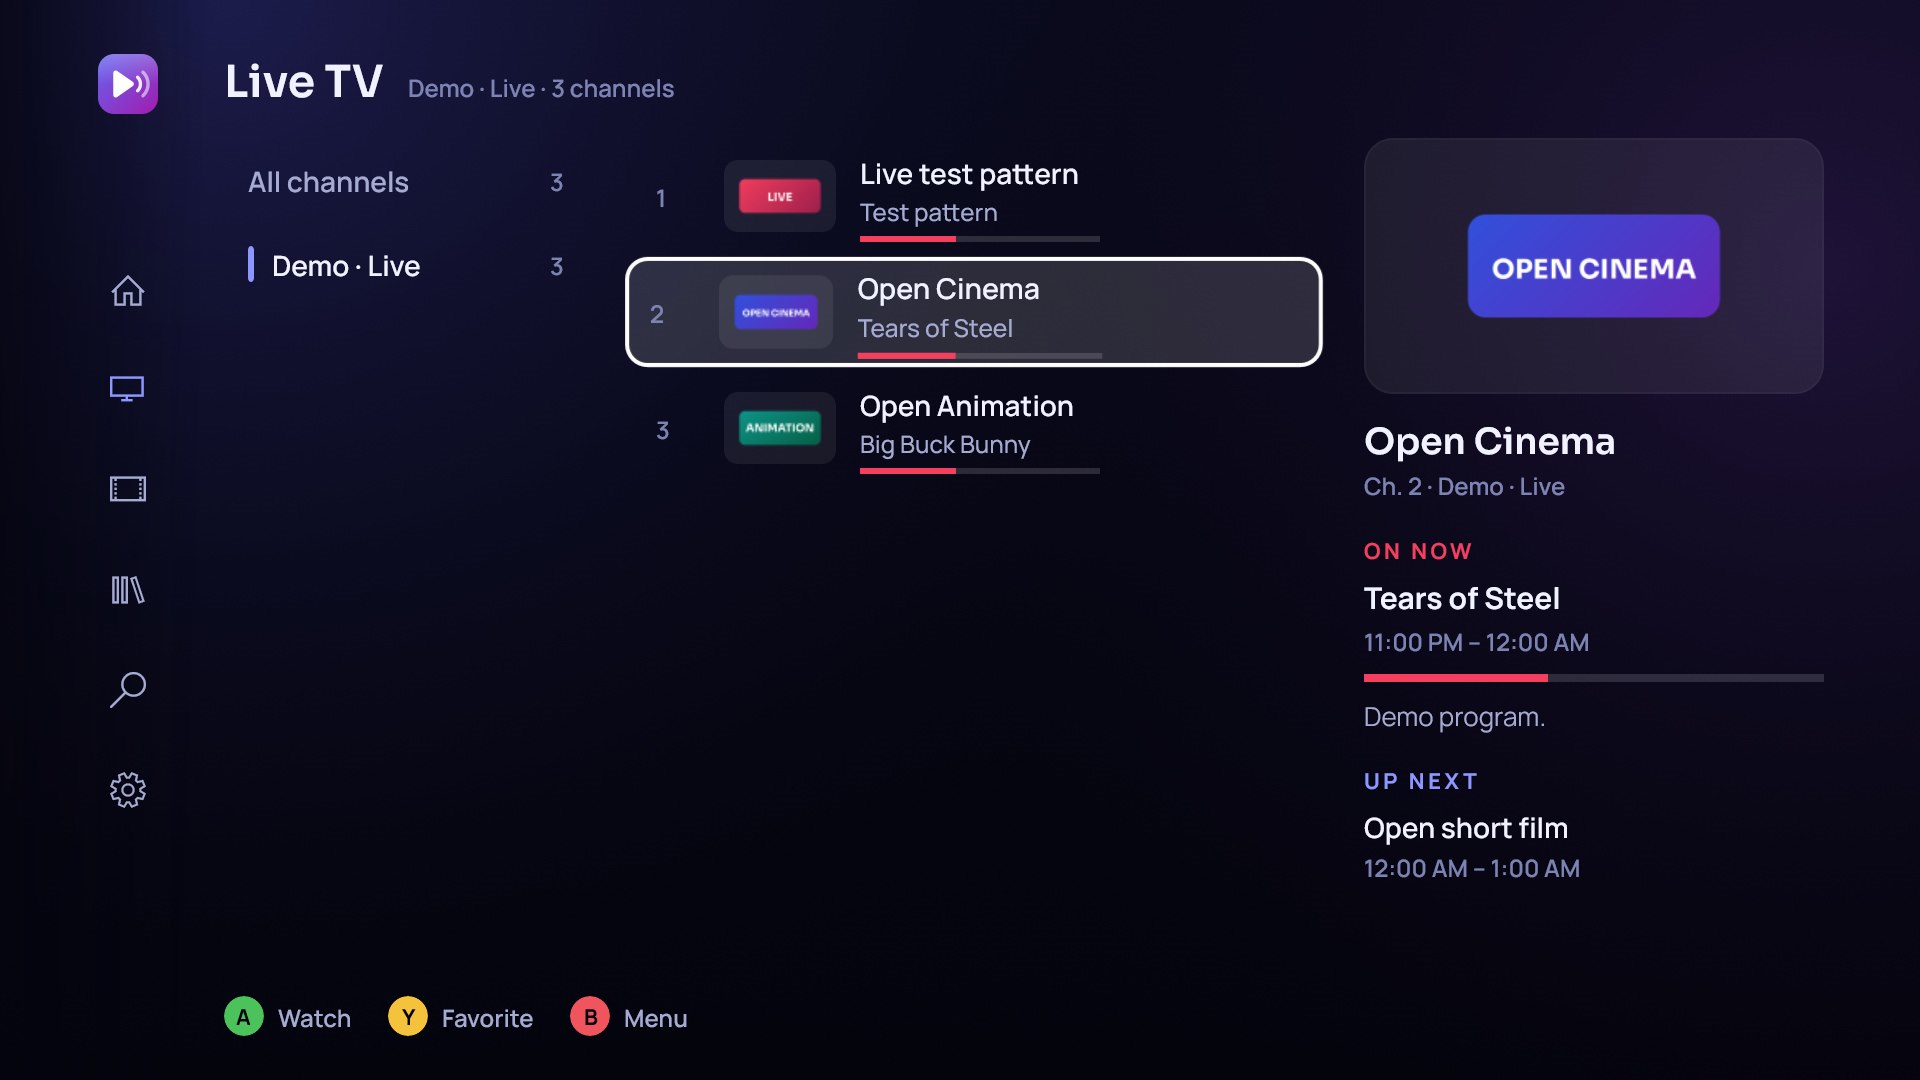 Live TV
Demo · Live · 3 channels
All channels 3
Demo · Live 3
1
LIVE
Live test pattern
Test pattern
2
OPEN CINEMA
Open Cinema
Tears of Steel
3
ANIMATION
Open Animation
Big Buck Bunny
OPEN CINEMA
Open Cinema
Ch. 2 · Demo · Live
ON NOW
Tears of Steel
11:00 PM – 12:00 AM
Demo program.
UP NEXT
Open short film
12:00 AM – 1:00 AM
A Watch Y Favorite B Menu